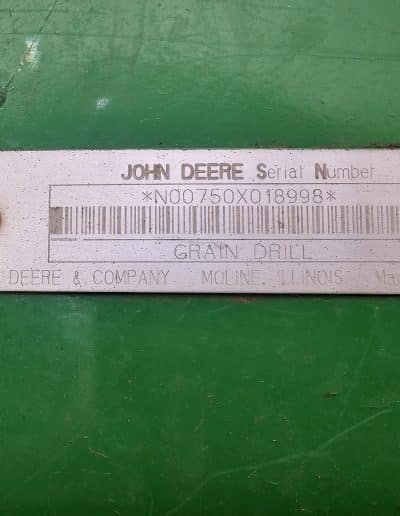 JOHN DEERE Serial Number
*N00750X018998*
GRAIN DRILL
DEERE & COMPANY MOLINE, ILLINOIS